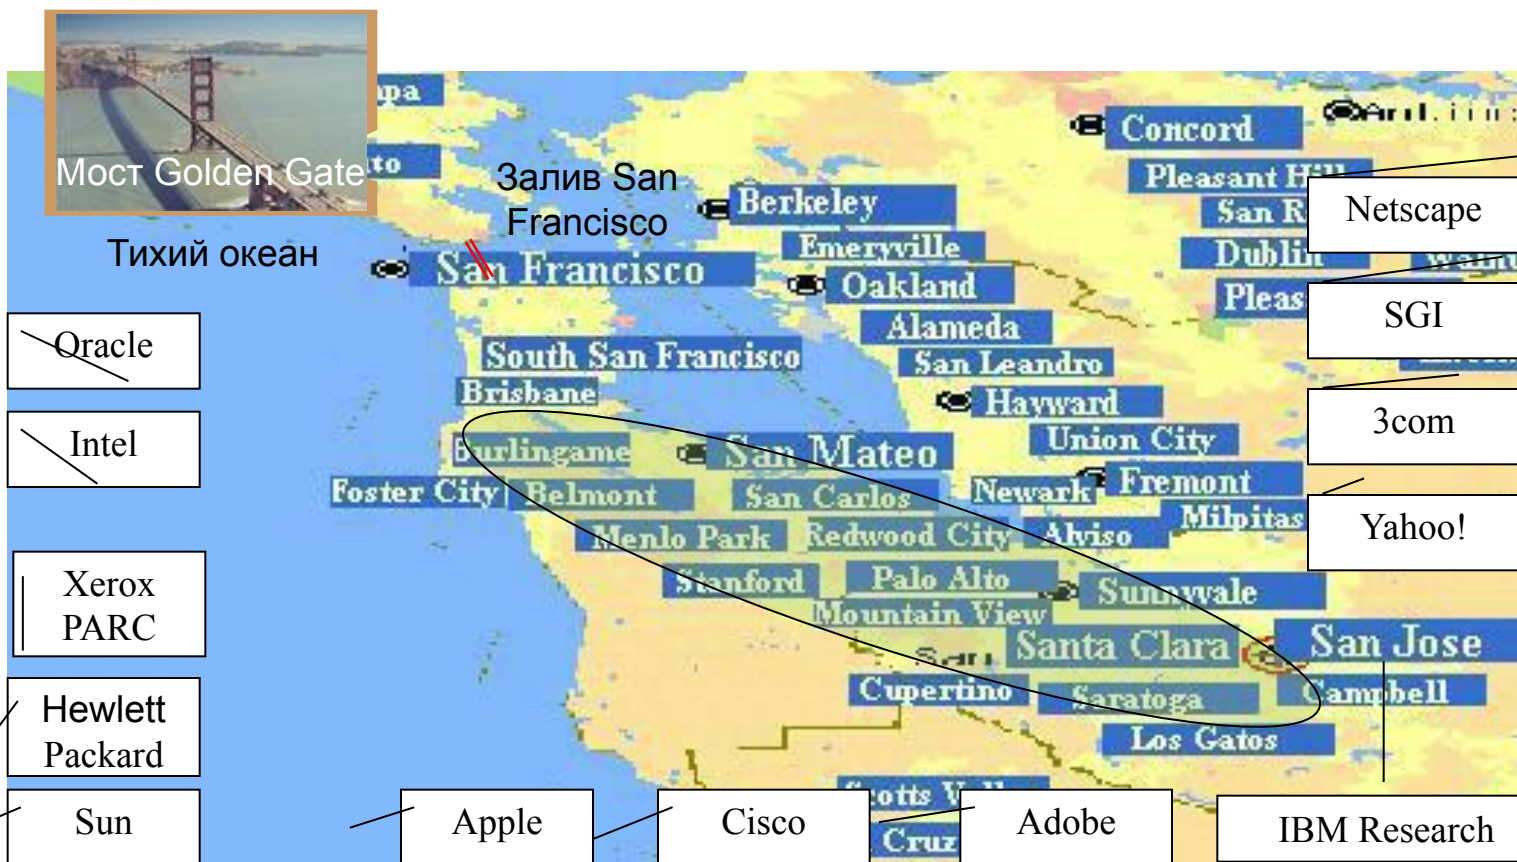 Мост Golden Gate
Залив San
Francisco
Тихий океан
Concord
Pleasant
Berkeley
Netscape
Emeryville
Dublin
San Francisco
Oakland
SGI
Alameda
Oracle
South San Francisco
San Leandro
Brisbane
Hayward
3com
Intel
Burlingame
San Mateo
Union City
Foster City
Belmont
San Carlos
Newark
Fremont
Milpitas
Yahoo!
Menlo Park
Redwood City
Alviso
Xerox
PARC
Stanford
Palo Alto
Sunnyvale
Mountain View
Santa Clara
San Jose
Cupertino
Saratoga
Campbell
Hewlett
Packard
Los Gatos
Sun
Apple
Cisco
Adobe
IBM Research
Cruz